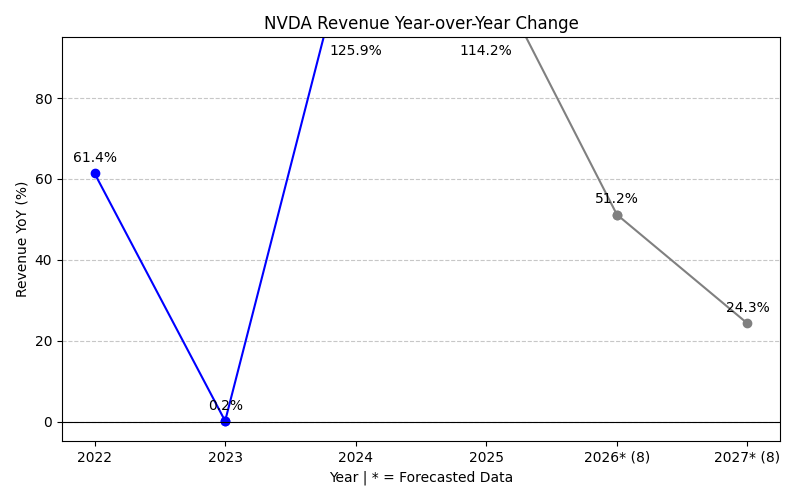 NVDA Revenue Year-over-Year Change
125.9%
114.2%
80
61.4%
60
51.2%
40
24.3%
20
0.2%
0
Revenue YoY (%)
2022 2023 2024 2025 2026* (8) 2027* (8)
Year | * = Forecasted Data